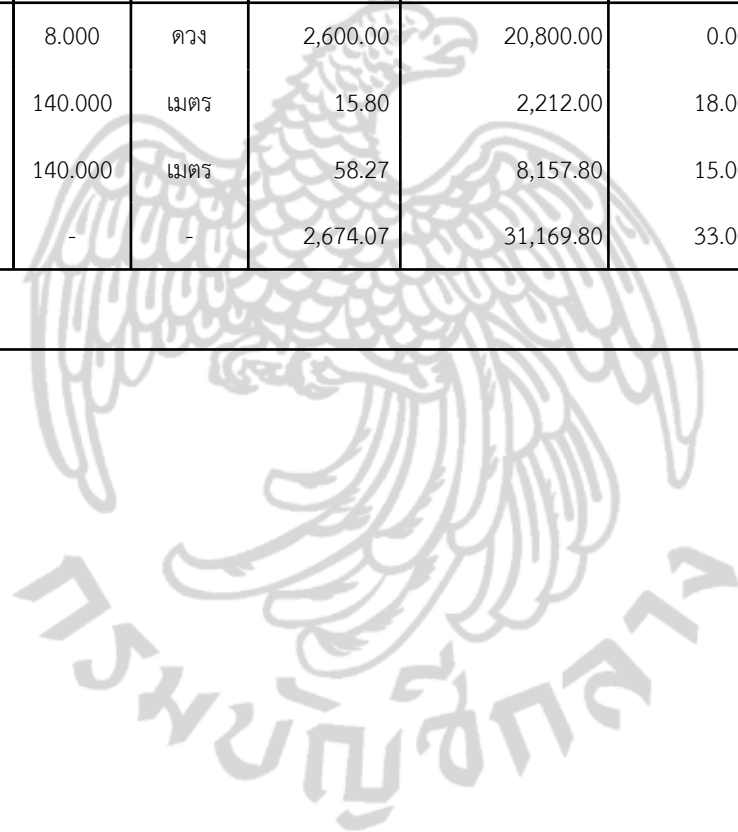 8.000 ดวง 2,600.00 20,800.00 0.0
140.000 เมตร 15.80 2,212.00 18.0
140.000 เมตร 58.27 8,157.80 15.0
- - 2,674.07 31,169.80 33.0
กรมบัญชีกลาง